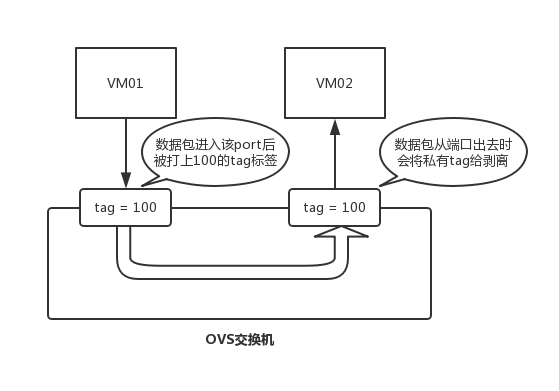 VM01
VM02
数据包进入该port后
被打上100的tag标签
数据包从端口出去时
会将私有tag给剥离
tag = 100
tag = 100
OVS交换机